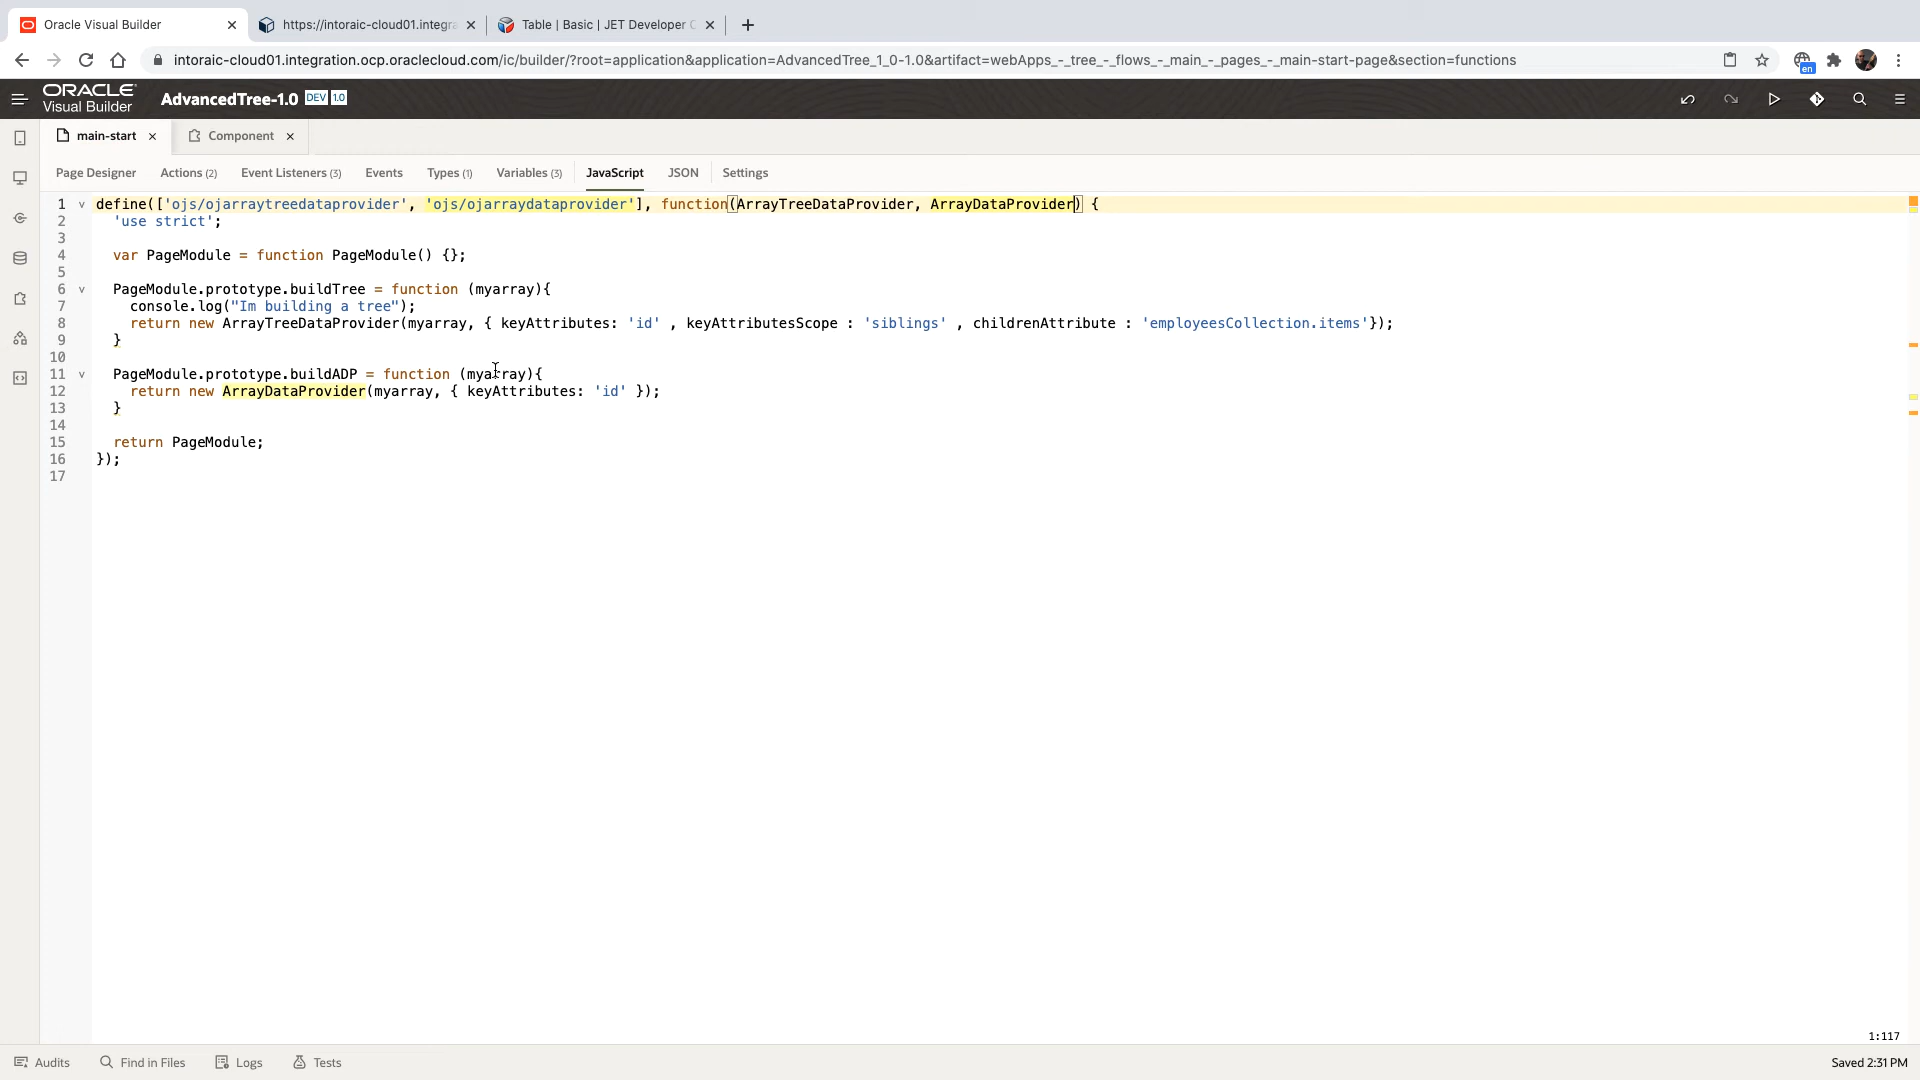 Oracle Visual Builder
https://intoraic-cloud01.integra
Table | Basic | JET Developer C
intoraic-cloud01.integration.ocp.oraclecloud.com/ic/builder/?root=application&application=AdvancedTree_1_0-1.0&artifact=webApps_-_tree_-_flows_-_main_-_pages_-_main-start-page&section=functions
en
ORACLE
Visual Builder
AdvancedTree-1.0 DEV 1.0
main-start
Component
Page Designer Actions (2) Event Listeners (3) Events Types (1) Variables (3) JavaScript JSON Settings
1 define(['ojs/ojarraytreedataprovider', 'ojs/ojarraydataprovider'], function(ArrayTreeDataProvider, ArrayDataProvider) {
2 'use strict';
3
4 var PageModule = function PageModule() {};
5
6 PageModule.prototype.buildTree = function (myarray){
7 console.log("Im building a tree");
8 return new ArrayTreeDataProvider(myarray, { keyAttributes: 'id' , keyAttributesScope : 'siblings' , childrenAttribute : 'employeesCollection.items'});
9 }
10
11 PageModule.prototype.buildADP = function (myarray){
12 return new ArrayDataProvider(myarray, { keyAttributes: 'id' });
13 }
14
15 return PageModule;
16 });
17
1:117
Audits Find in Files Logs Tests
Saved 2:31 PM